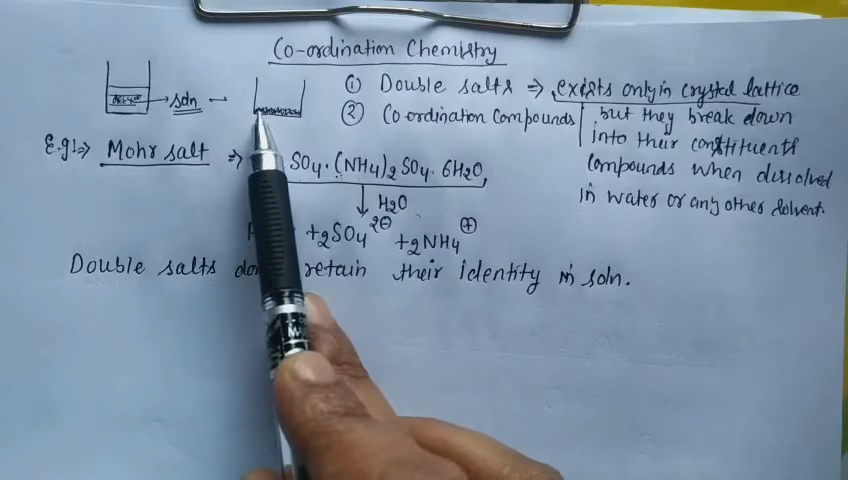 Co-ordination Chemistry
soln
① Double salts ⇒ exists only in crystal lattice
② Co-ordination Compounds
but they break down
into their constituents
compounds when dissolved
in water or any other solvent.
E.g:⇒ Mohr salt ⇒ SO4·(NH4)2SO4·6H2O
H2O
+2SO4²⊖ +2NH4⊕
Double salts retain their identity in soln.